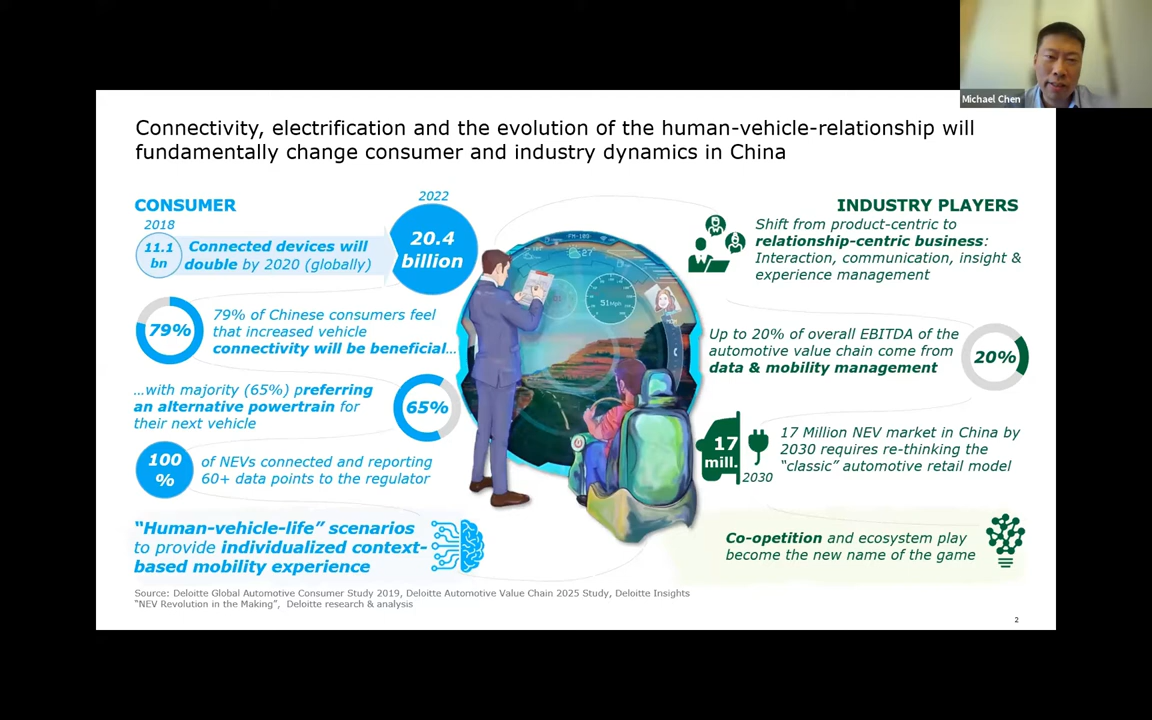 Michael Chen
Connectivity, electrification and the evolution of the human-vehicle-relationship will
fundamentally change consumer and industry dynamics in China
CONSUMER
2018
11.1
bn
Connected devices will
double by 2020 (globally)
2022
20.4
billion
79%
79% of Chinese consumers feel
that increased vehicle
connectivity will be beneficial…
…with majority (65%) preferring
an alternative powertrain for
their next vehicle
65%
100
%
of NEVs connected and reporting
60+ data points to the regulator
“Human-vehicle-life” scenarios
to provide individualized context-
based mobility experience
FM-109
27
51Mph
INDUSTRY PLAYERS
Shift from product-centric to
relationship-centric business:
Interaction, communication, insight &
experience management
Up to 20% of overall EBITDA of the
automotive value chain come from
data & mobility management
20%
17
mill.
2030
17 Million NEV market in China by
2030 requires re-thinking the
“classic” automotive retail model
Co-opetition and ecosystem play
become the new name of the game
Source: Deloitte Global Automotive Consumer Study 2019, Deloitte Automotive Value Chain 2025 Study, Deloitte Insights
“NEV Revolution in the Making”, Deloitte research & analysis
2